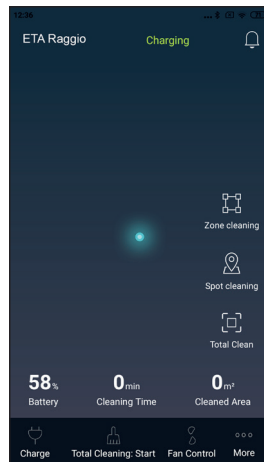 12:36
ETA Raggio
Charging
Zone cleaning
Spot cleaning
Total Clean
58% 0min 0m²
Battery Cleaning Time Cleaned Area
Charge Total Cleaning: Start Fan Control More